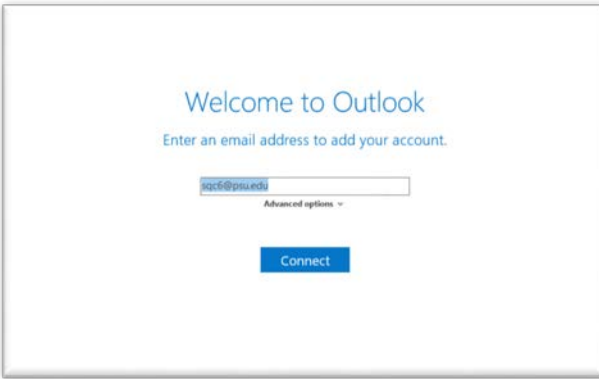 Welcome to Outlook
Enter an email address to add your account.
sqc6@psu.edu
Advanced options
Connect